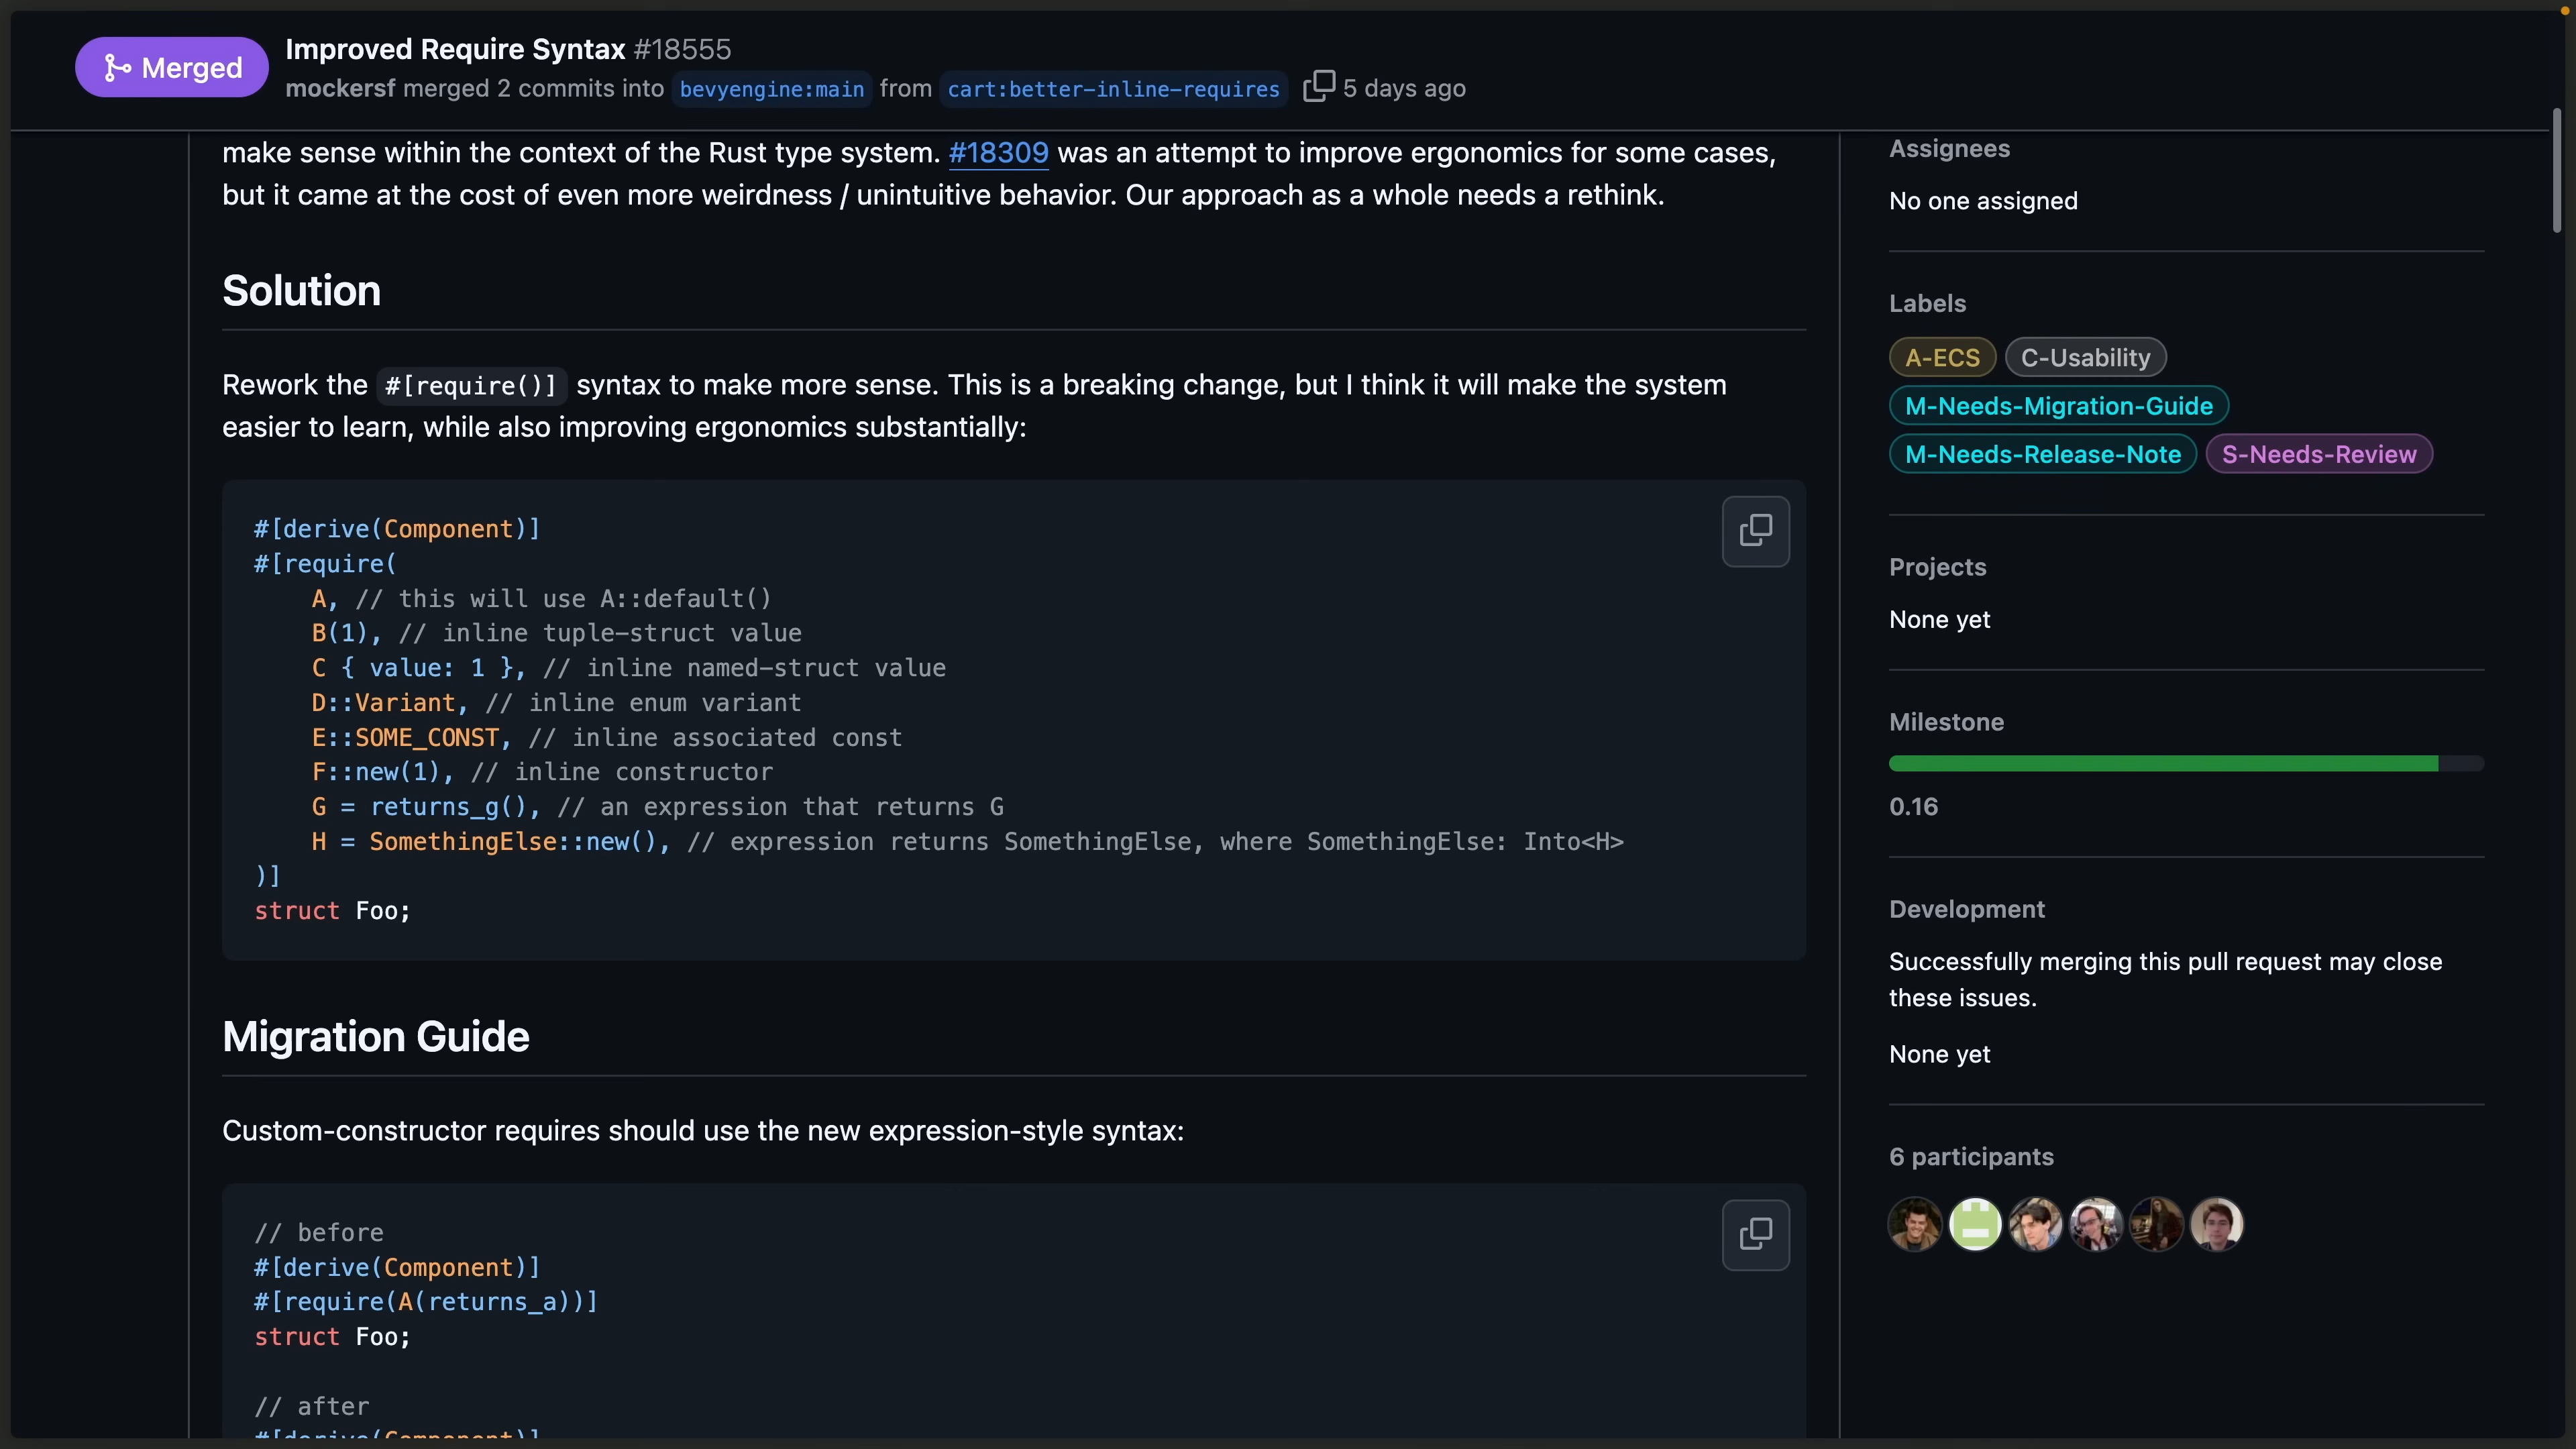 Merged
Improved Require Syntax #18555
mockersf merged 2 commits into bevyengine:main from cart:better-inline-requires 5 days ago
make sense within the context of the Rust type system. #18309 was an attempt to improve ergonomics for some cases,
but it came at the cost of even more weirdness / unintuitive behavior. Our approach as a whole needs a rethink.
Solution
Rework the #[require()] syntax to make more sense. This is a breaking change, but I think it will make the system
easier to learn, while also improving ergonomics substantially:
#[derive(Component)]
#[require(
    A, // this will use A::default()
    B(1), // inline tuple-struct value
    C { value: 1 }, // inline named-struct value
    D::Variant, // inline enum variant
    E::SOME_CONST, // inline associated const
    F::new(1), // inline constructor
    G = returns_g(), // an expression that returns G
    H = SomethingElse::new(), // expression returns SomethingElse, where SomethingElse: Into<H>
)]
struct Foo;
Migration Guide
Custom-constructor requires should use the new expression-style syntax:
// before
#[derive(Component)]
#[require(A(returns_a))]
struct Foo;
// after
#[derive(Component)]
Assignees
No one assigned
Labels
A-ECS C-Usability
M-Needs-Migration-Guide
M-Needs-Release-Note S-Needs-Review
Projects
None yet
Milestone
0.16
Development
Successfully merging this pull request may close
these issues.
None yet
6 participants